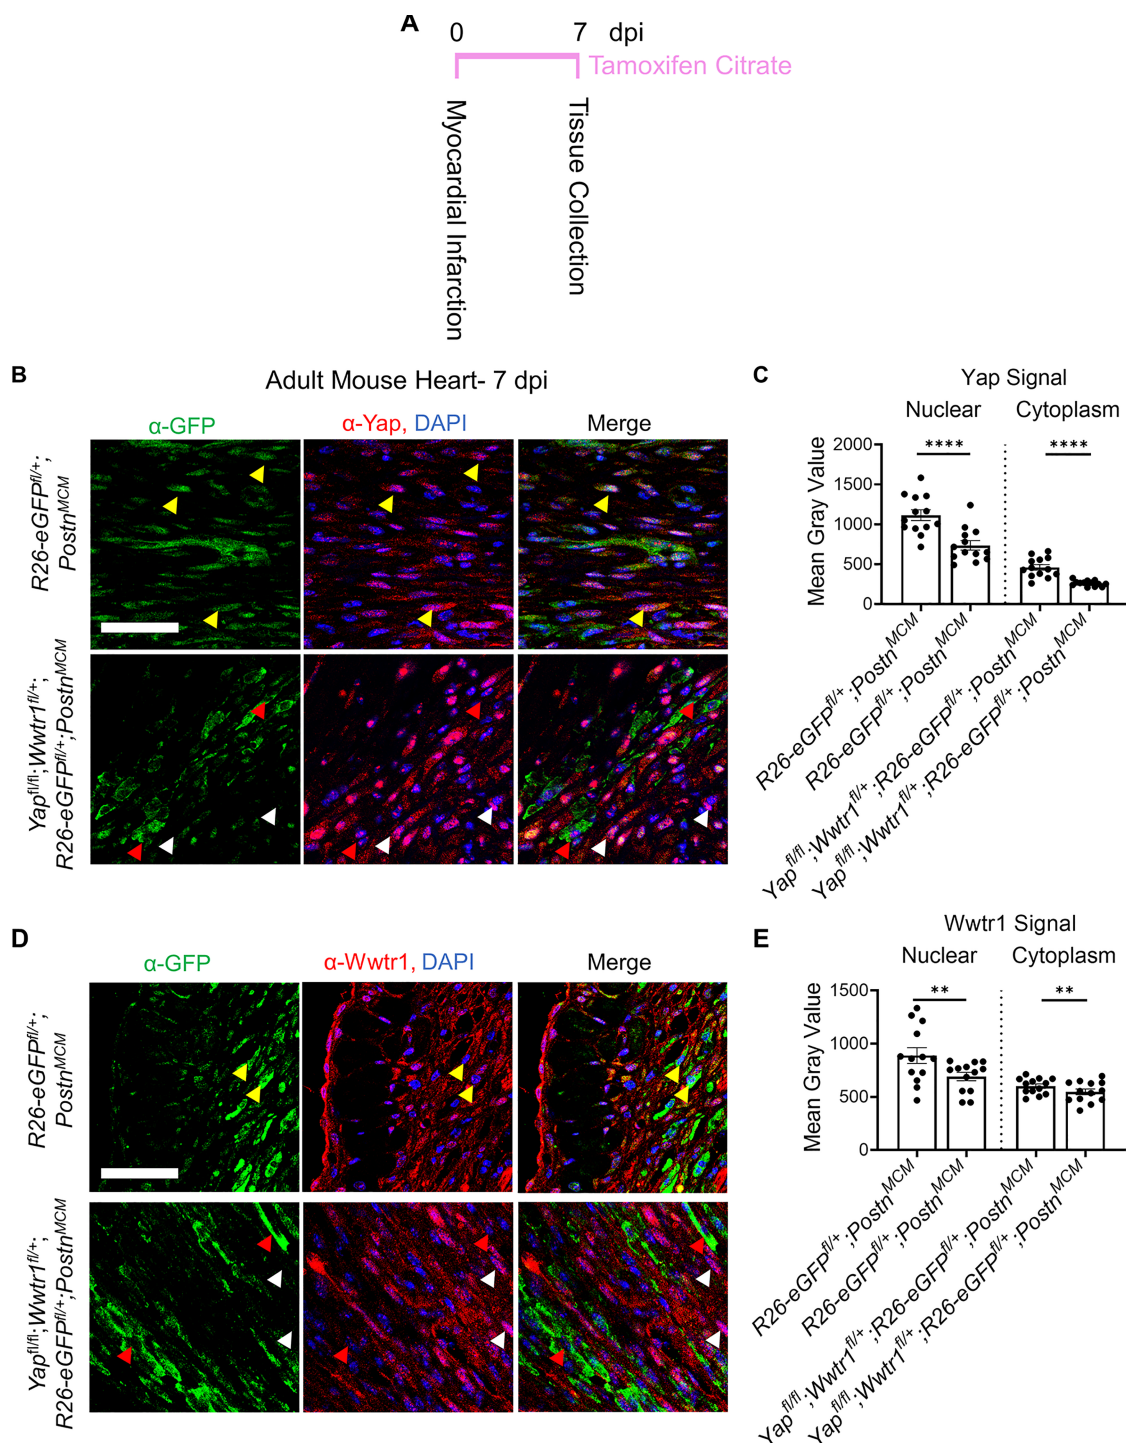 A
0 7 dpi
Tamoxifen Citrate
Myocardial Infarction
Tissue Collection
B
Adult Mouse Heart- 7 dpi
α-GFP
α-Yap, DAPI
Merge
R26-eGFPfl/+;
PostnMCM
Yapfl/fl;Wwtr1fl/+;
R26-eGFPfl/+;PostnMCM
C
Yap Signal
Nuclear Cytoplasm
Mean Gray Value
2000
1500
1000
500
0
****
****
R26-eGFPfl/+;PostnMCM
R26-eGFPfl/+;PostnMCM
Yapfl/fl;Wwtr1fl/+;R26-eGFPfl/+;PostnMCM
Yapfl/fl;Wwtr1fl/+;R26-eGFPfl/+;PostnMCM
D
α-GFP
α-Wwtr1, DAPI
Merge
R26-eGFPfl/+;
PostnMCM
Yapfl/fl;Wwtr1fl/+;
R26-eGFPfl/+;PostnMCM
E
Wwtr1 Signal
Nuclear Cytoplasm
Mean Gray Value
1500
1000
500
0
**
**
R26-eGFPfl/+;PostnMCM
R26-eGFPfl/+;PostnMCM
Yapfl/fl;Wwtr1fl/+;R26-eGFPfl/+;PostnMCM
Yapfl/fl;Wwtr1fl/+;R26-eGFPfl/+;PostnMCM